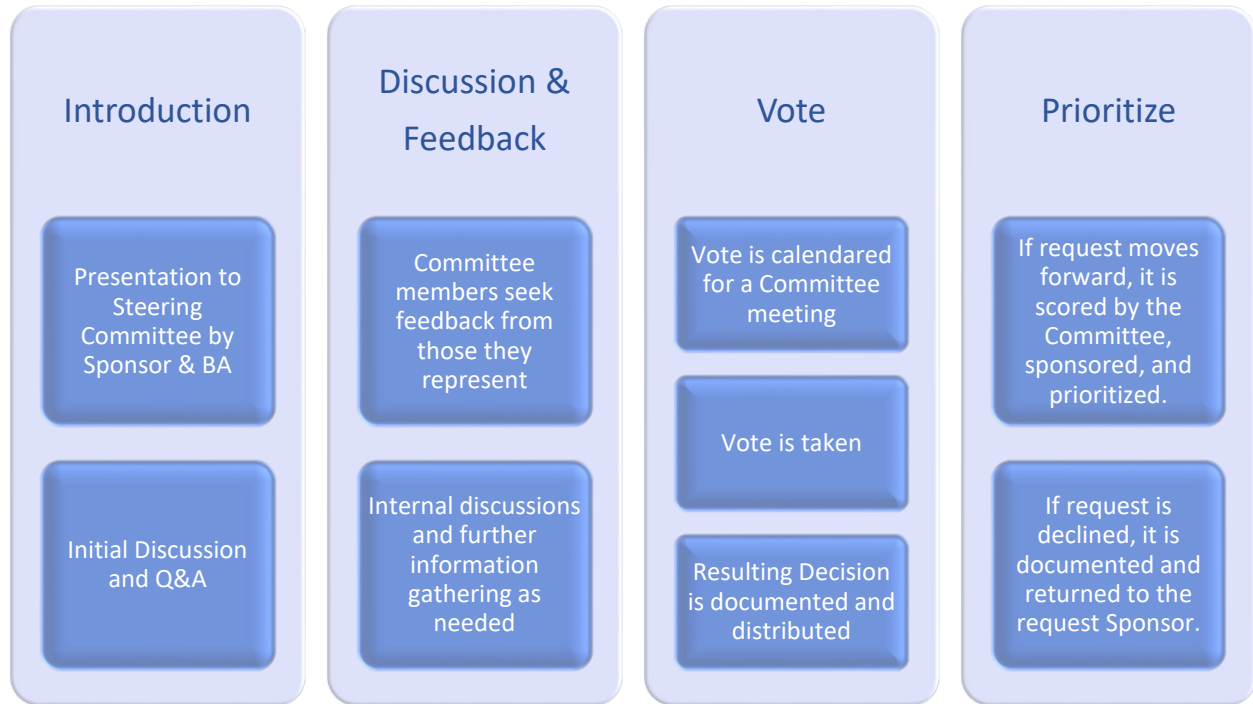 Introduction
Presentation to
Steering
Committee by
Sponsor & BA
Initial Discussion
and Q&A
Discussion &
Feedback
Committee
members seek
feedback from
those they
represent
Internal discussions
and further
information
gathering as
needed
Vote
Vote is calendared
for a Committee
meeting
Vote is taken
Resulting Decision
is documented and
distributed
Prioritize
If request moves
forward, it is
scored by the
Committee,
sponsored, and
prioritized.
If request is
declined, it is
documented and
returned to the
request Sponsor.